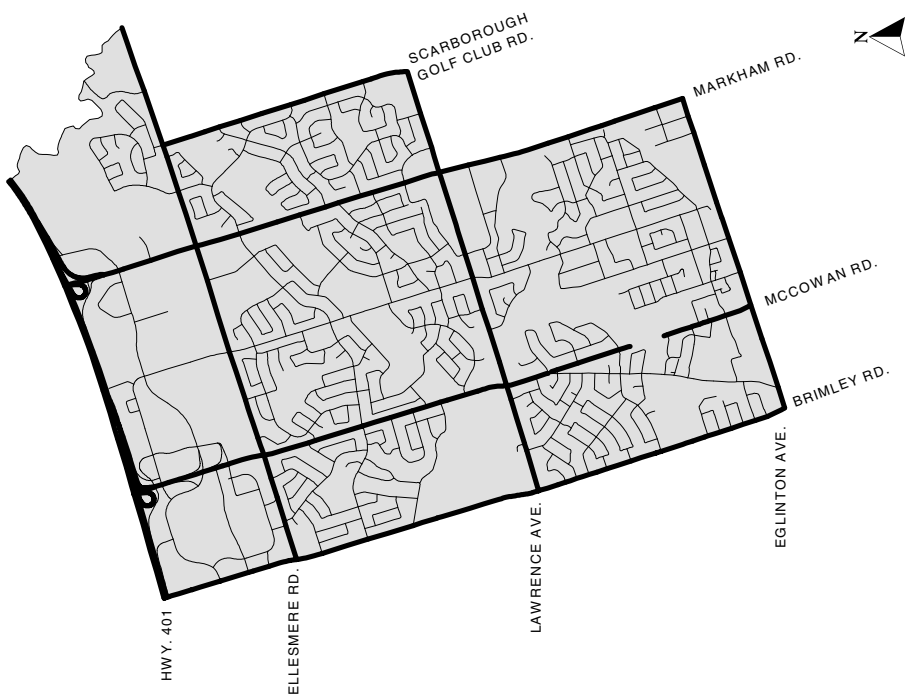 SCARBOROUGH
GOLF CLUB RD.
N
MARKHAM RD.
MCCOWAN RD.
BRIMLEY RD.
EGLINTON AVE.
LAWRENCE AVE.
ELLESMERE RD.
HWY. 401